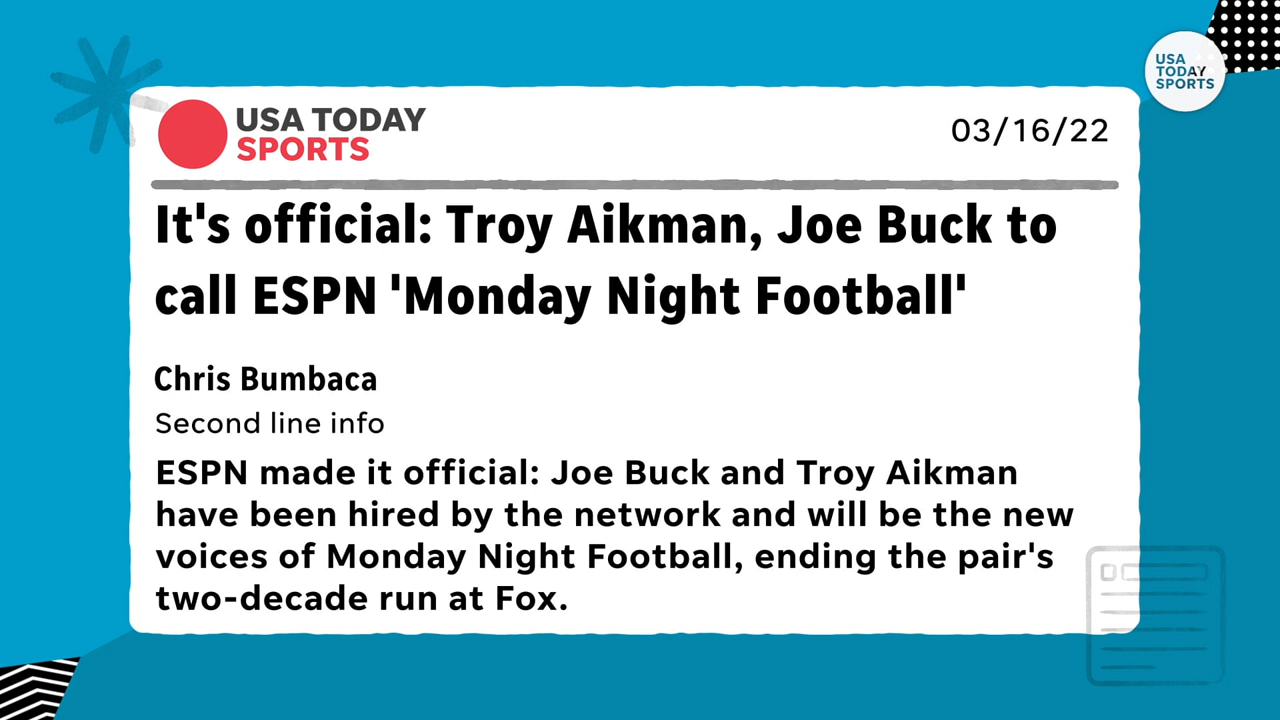 USA
TODAY
SPORTS
USA TODAY
SPORTS
03/16/22
It's official: Troy Aikman, Joe Buck to
call ESPN 'Monday Night Football'
Chris Bumbaca
Second line info
ESPN made it official: Joe Buck and Troy Aikman
have been hired by the network and will be the new
voices of Monday Night Football, ending the pair's
two-decade run at Fox.